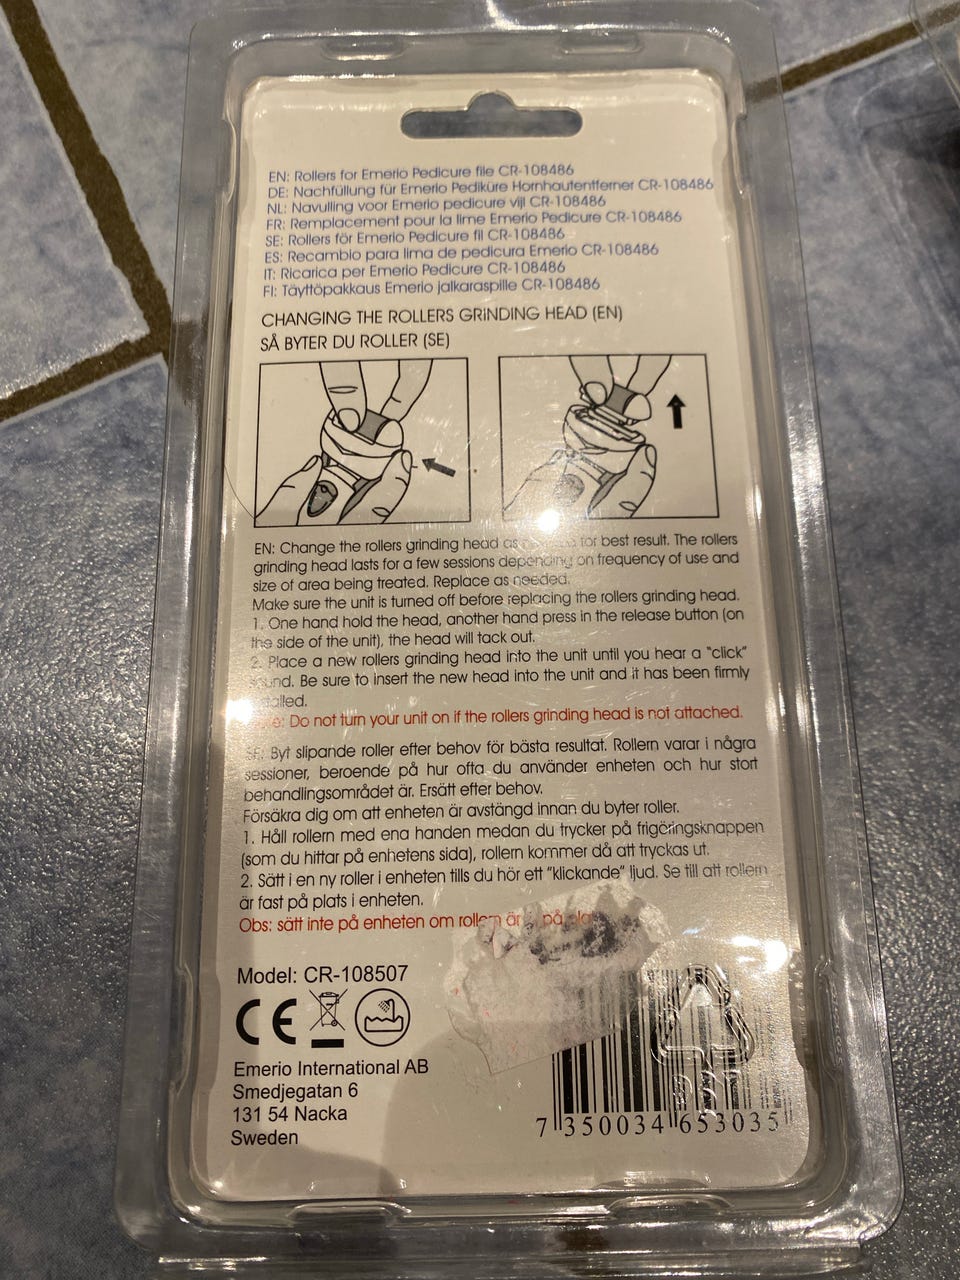 EN: Rollers for Emerio Pedicure file CR-108486
DE: Nachfüllung für Emerio Pediküre Hornhautentferner CR-108486
NL: Navulling voor Emerio pedicure vijl CR-108486
FR: Remplacement pour la lime Emerio Pedicure CR-108486
SE: Rollers för Emerio Pedicure fil CR-108486
ES: Recambio para lima de pedicura Emerio CR-108486
IT: Ricarica per Emerio Pedicure CR-108486
FI: Täyttöpakkaus Emerio jalkaraspille CR-108486
CHANGING THE ROLLERS GRINDING HEAD (EN)
SÅ BYTER DU ROLLER (SE)
EN: Change the rollers grinding head as for best result. The rollers
grinding head lasts for a few sessions depending on frequency of use and
size of area being treated. Replace as needed.
Make sure the unit is turned off before replacing the rollers grinding head.
1. One hand hold the head, another hand press in the release button (on
the side of the unit), the head will tack out.
2. Place a new rollers grinding head into the unit until you hear a "click"
Be sure to insert the new head into the unit and it has been firmly
Do not turn your unit on if the rollers grinding head is not attached.
SE: Byt slipande roller efter behov för bästa resultat. Rollern varar i några
sessioner, beroende på hur ofta du använder enheten och hur stort
behandlingsområdet är. Ersätt efter behov.
Försäkra dig om att enheten är avstängd innan du byter roller.
1. Håll rollern med ena handen medan du trycker på frigöringsknappen
(som du hittar på enhetens sida), rollern kommer då att tryckas ut.
2. Sätt i en ny roller i enheten tills du hör ett "klickande" ljud. Se till att rollern
är fast på plats i enheten.
Obs: sätt inte på enheten om rollern är på
Model: CR-108507
CE
Emerio International AB
Smedjegatan 6
131 54 Nacka
Sweden
7 350034 653035